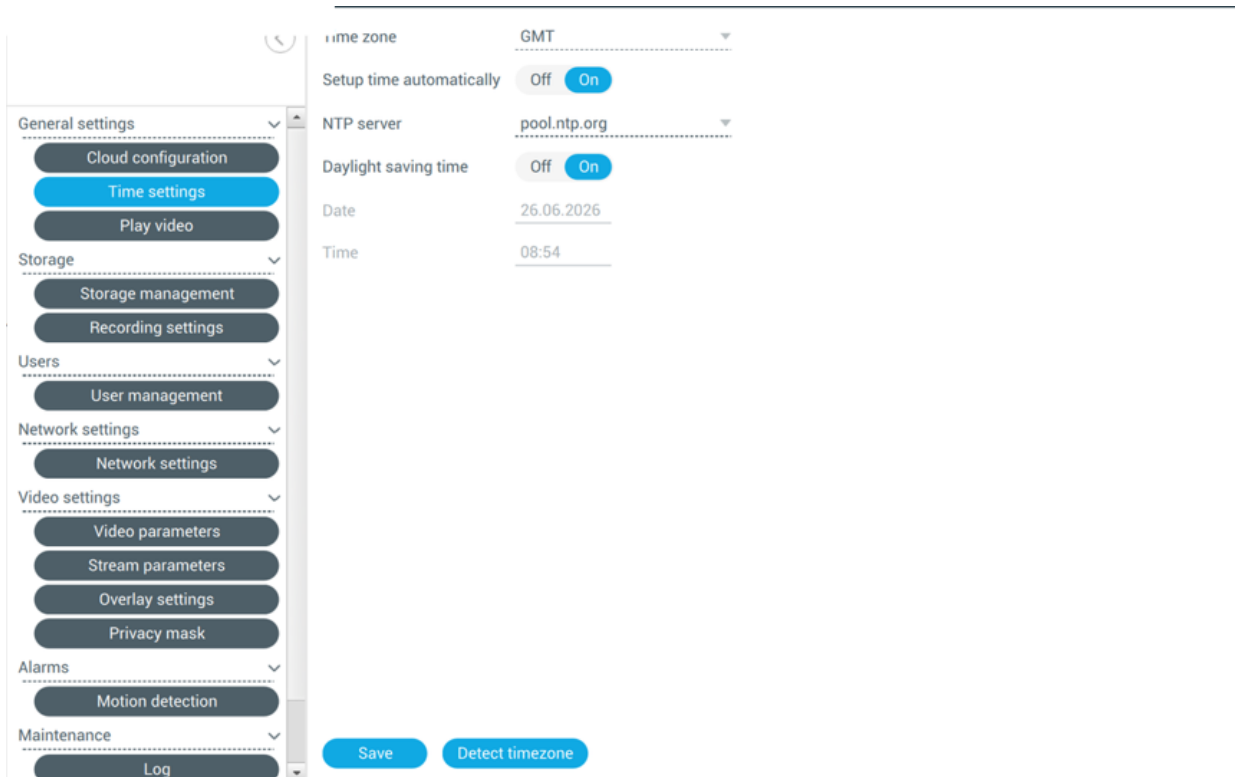 General settings
Cloud configuration
Time settings
Play video
Storage
Storage management
Recording settings
Users
User management
Network settings
Network settings
Video settings
Video parameters
Stream parameters
Overlay settings
Privacy mask
Alarms
Motion detection
Maintenance
Log
Time zone GMT
Setup time automatically Off On
NTP server pool.ntp.org
Daylight saving time Off On
Date 26.06.2026
Time 08:54
Save Detect timezone